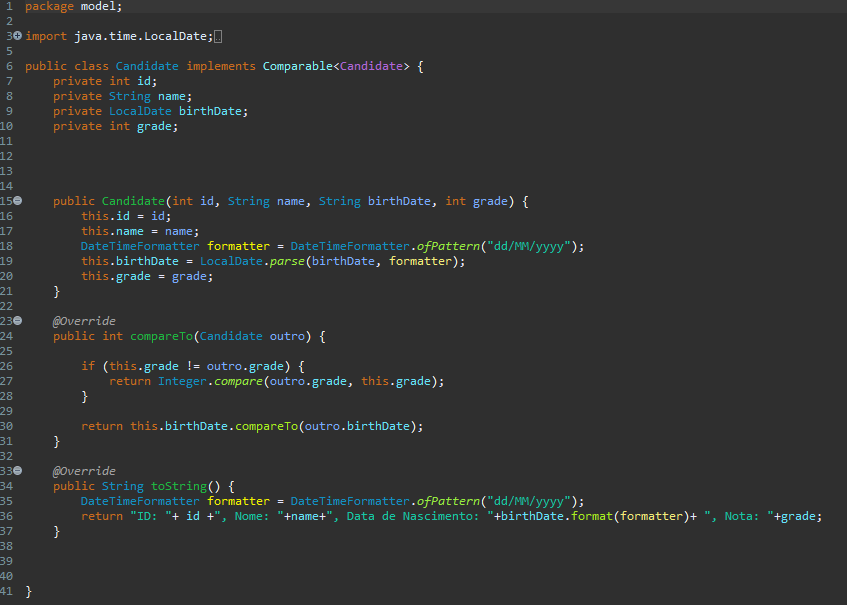 1 package model;
2
3 import java.time.LocalDate;
5
6 public class Candidate implements Comparable<Candidate> {
7     private int id;
8     private String name;
9     private LocalDate birthDate;
10     private int grade;
11
12
13
14
15     public Candidate(int id, String name, String birthDate, int grade) {
16         this.id = id;
17         this.name = name;
18         DateTimeFormatter formatter = DateTimeFormatter.ofPattern("dd/MM/yyyy");
19         this.birthDate = LocalDate.parse(birthDate, formatter);
20         this.grade = grade;
21     }
22
23     @Override
24     public int compareTo(Candidate outro) {
25
26         if (this.grade != outro.grade) {
27             return Integer.compare(outro.grade, this.grade);
28         }
29
30         return this.birthDate.compareTo(outro.birthDate);
31     }
32
33     @Override
34     public String toString() {
35         DateTimeFormatter formatter = DateTimeFormatter.ofPattern("dd/MM/yyyy");
36         return "ID: "+ id +", Nome: "+name+", Data de Nascimento: "+birthDate.format(formatter)+ ", Nota: "+grade;
37     }
38
39
40
41 }